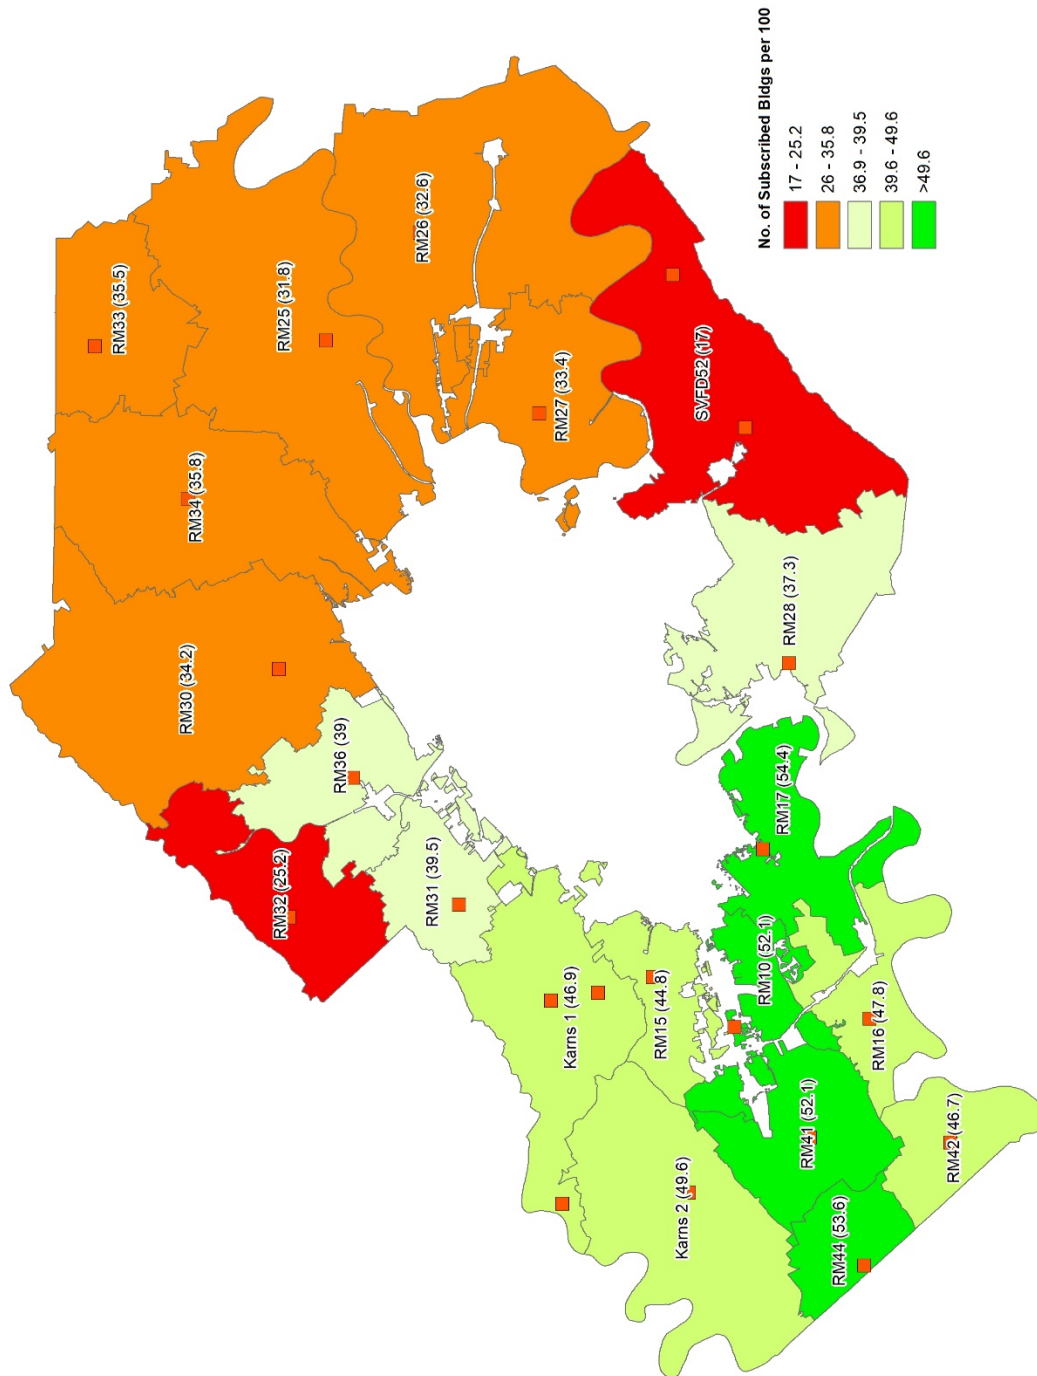 RM33 (35.5)
RM34 (35.8)
RM25 (31.8)
RM30 (34.2)
RM26 (32.6)
RM36 (39)
RM32 (25.2)
RM27 (33.4)
RM31 (39.5)
SVFD52 (17)
Karns 1 (46.9)
RM15 (44.8)
RM28 (37.3)
RM17 (54.4)
RM10 (52.1)
Karns 2 (49.6)
RM41 (52.1)
RM16 (47.8)
RM44 (53.6)
RM42 (46.7)
No. of Subscribed Bldgs per 100
17 - 25.2
26 - 35.8
36.9 - 39.5
39.6 - 49.6
>49.6